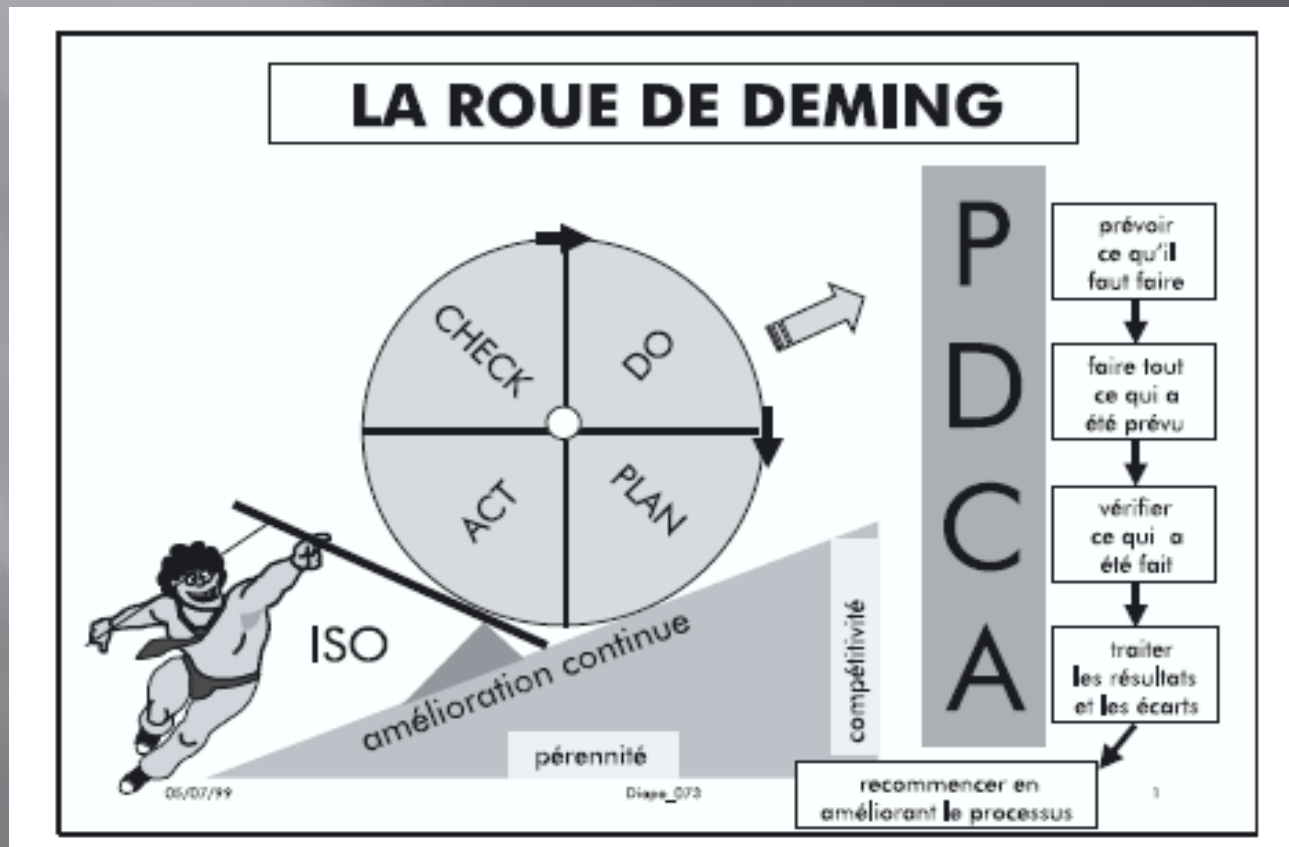 LA ROUE DE DEMING
CHECK
DO
ACT
PLAN
ISO
amélioration continue
pérennité
compétitivité
P
D
C
A
prévoir
ce qu'il
faut faire
faire tout
ce qui a
été prévu
vérifier
ce qui a
été fait
traiter
les résultats
et les écarts
recommencer en
améliorant le processus
05/07/99
Diapo_073
1